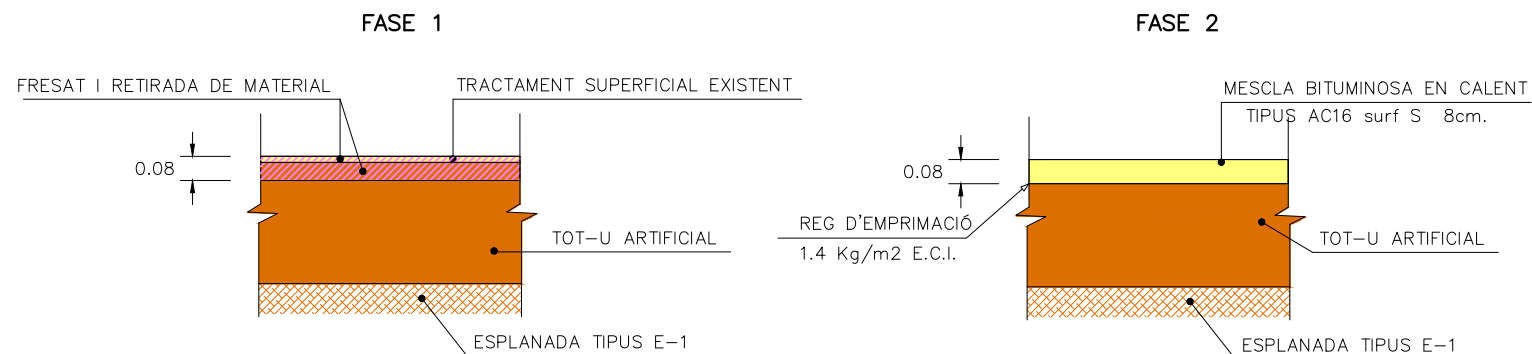 FASE 1
FRESAT I RETIRADA DE MATERIAL
TRACTAMENT SUPERFICIAL EXISTENT
0.08
TOT-U ARTIFICIAL
ESPLANADA TIPUS E-1
FASE 2
MESCLA BITUMINOSA EN CALENT
TIPUS AC16 surf S 8cm.
0.08
REG D'EMPRIMACIÓ
1.4 Kg/m2 E.C.I.
TOT-U ARTIFICIAL
ESPLANADA TIPUS E-1